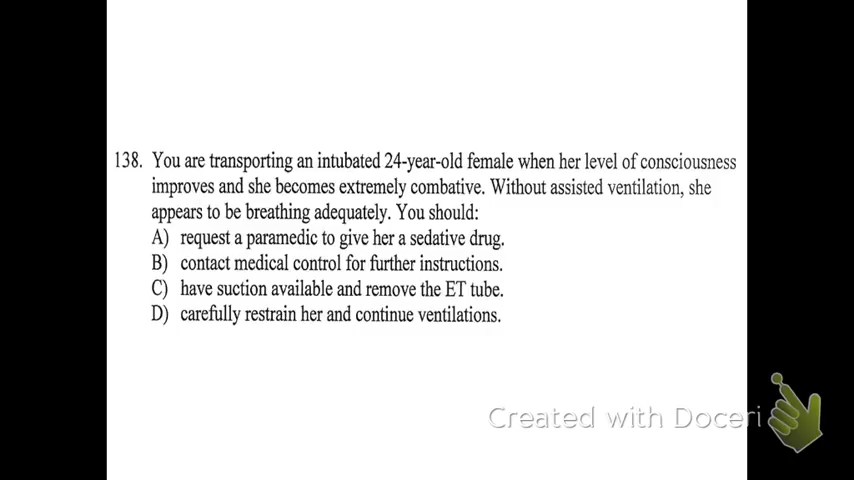 138. You are transporting an intubated 24-year-old female when her level of consciousness
improves and she becomes extremely combative. Without assisted ventilation, she
appears to be breathing adequately. You should:
A) request a paramedic to give her a sedative drug.
B) contact medical control for further instructions.
C) have suction available and remove the ET tube.
D) carefully restrain her and continue ventilations.
Created with Doceri